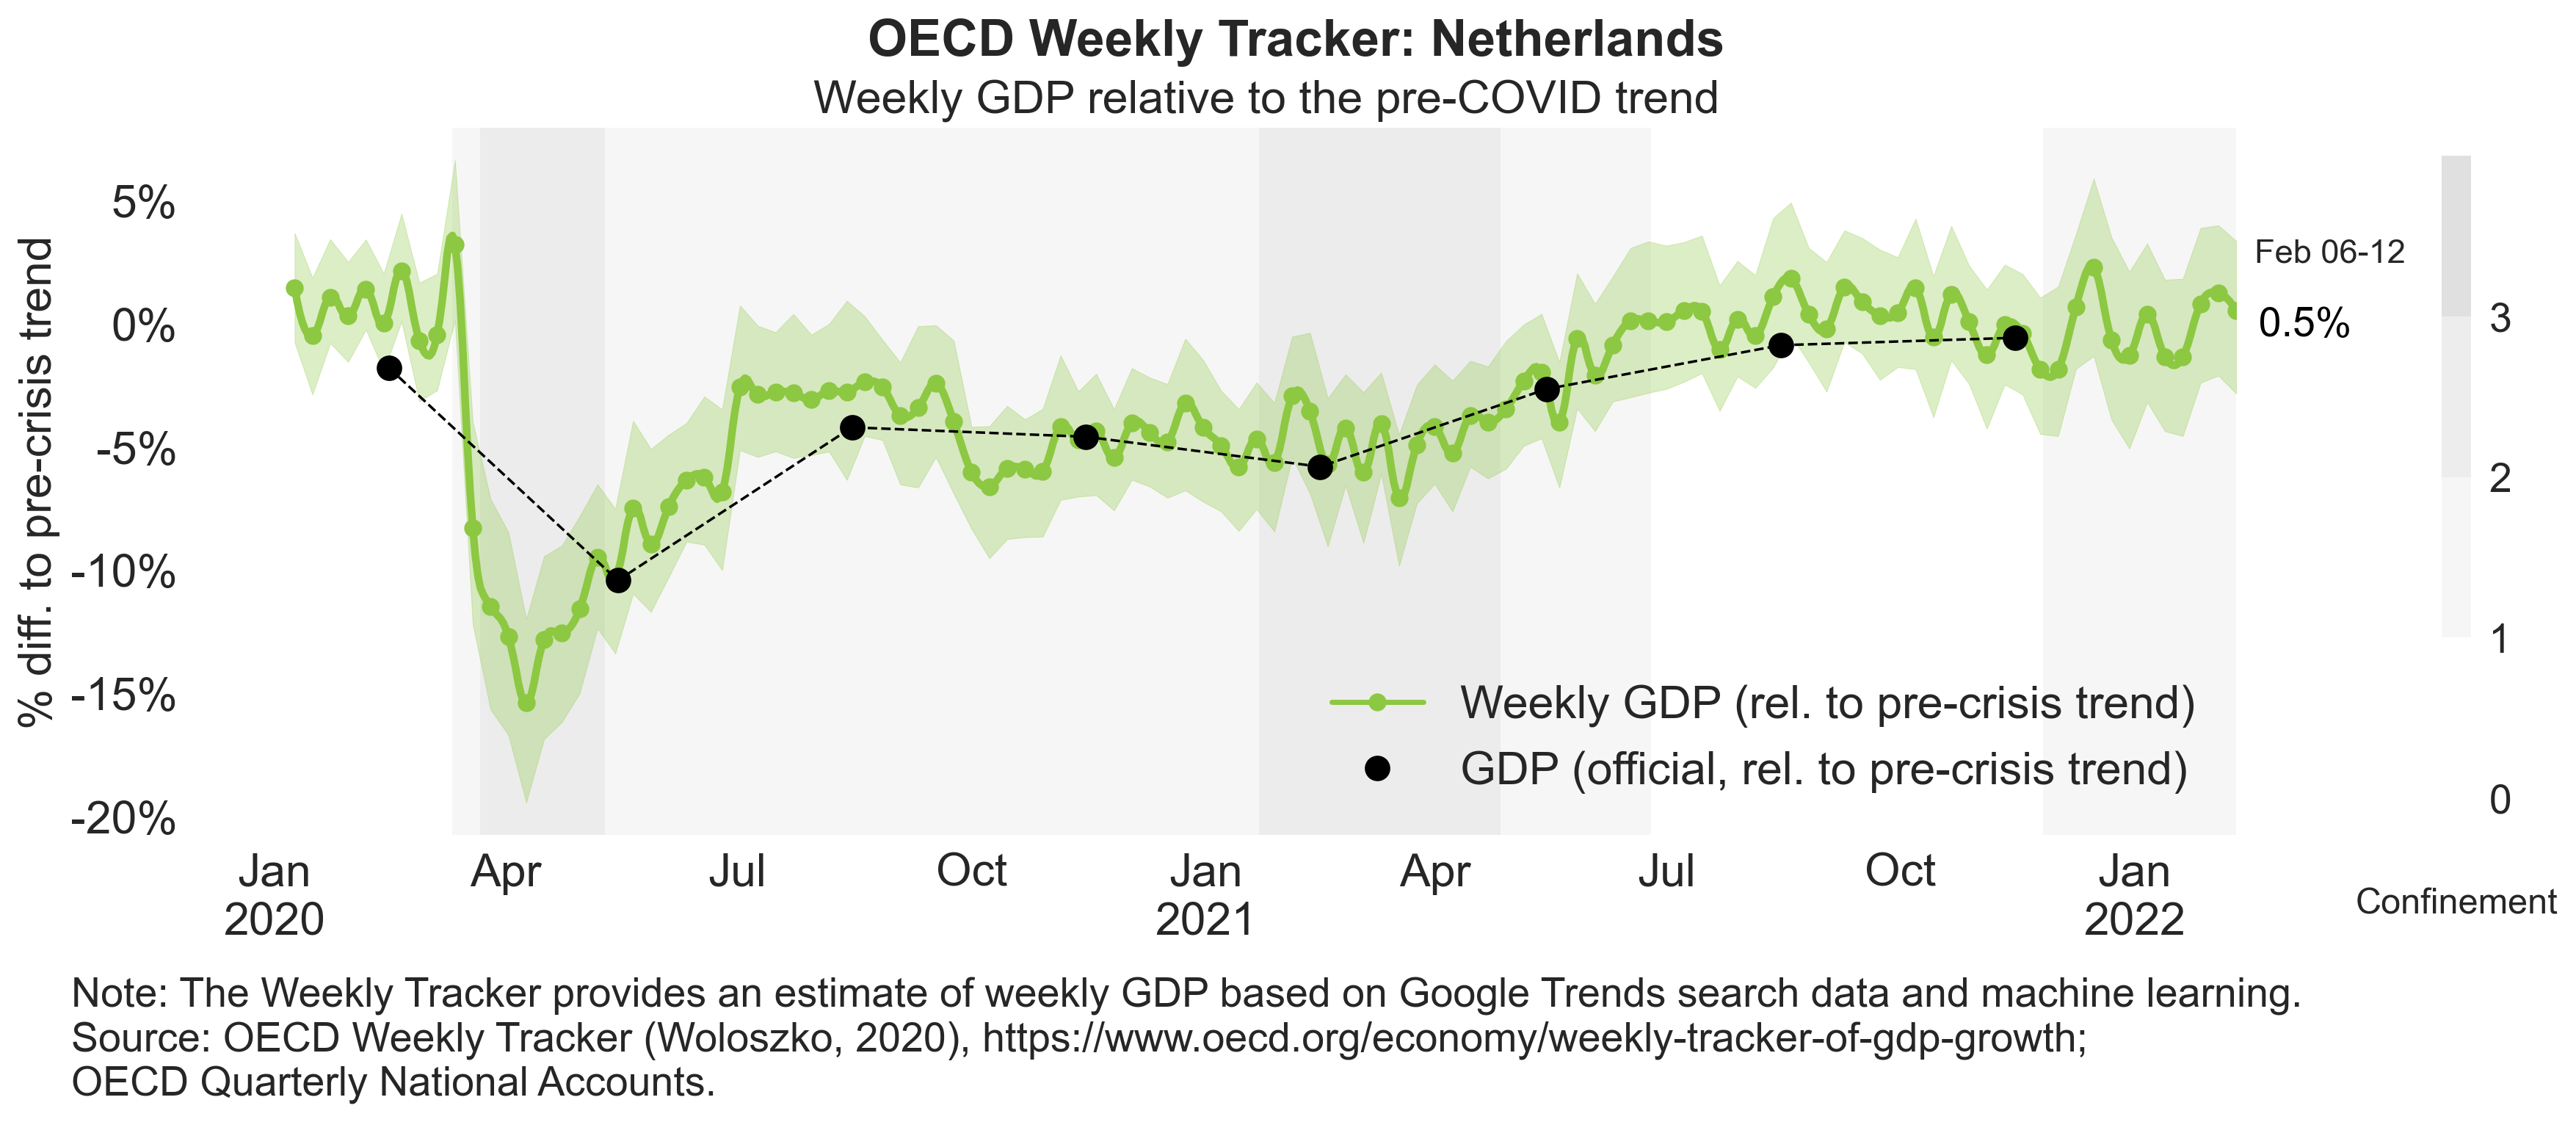 OECD Weekly Tracker: Netherlands
Weekly GDP relative to the pre-COVID trend
% diff. to pre-crisis trend
5%
0%
-5%
-10%
-15%
-20%
Feb 06-12
0.5%
3
2
1
0
Confinement
Weekly GDP (rel. to pre-crisis trend)
GDP (official, rel. to pre-crisis trend)
Jan Apr Jul Oct Jan Apr Jul Oct Jan
2020 2021 2022
Note: The Weekly Tracker provides an estimate of weekly GDP based on Google Trends search data and machine learning.
Source: OECD Weekly Tracker (Woloszko, 2020), https://www.oecd.org/economy/weekly-tracker-of-gdp-growth;
OECD Quarterly National Accounts.